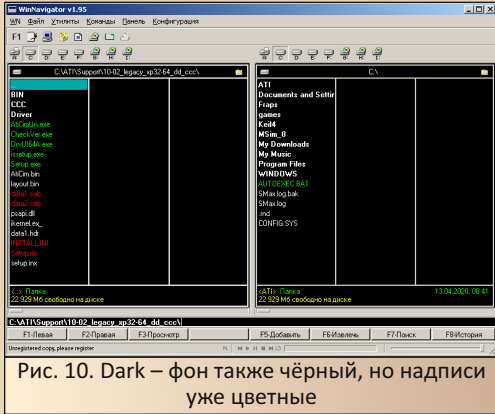 WinNavigator v1.95
WN Файл Утилиты Команды Панель Конфигурация
F1
A C D E F G H I
A C D E F G H I
C:\ATI\Support\10-02_legacy_xp32-64_dd_ccc\
C:\
..
BIN
CCC
Driver
AtiCimUn.exe
CheckVer.exe
DrvUI64A.exe
issetup.exe
Setup.exe
AtiCim.bin
layout.bin
data1.cab
data2.cab
psapi.dll
ikernel.ex_
data1.hdr
INSTALL.INI
Setup.ini
setup.inx
ATI
Documents and Settin
Fraps
games
Keil4
MSim_8
My Downloads
My Music
Program Files
WINDOWS
AUTOEXEC.BAT
SMax.log.bak
SMax.log
.rnd
CONFIG.SYS
<..> Папка
22 929 Мб свободно на диске
<ATI> Папка 13.04.2020, 00:41
22 929 Мб свободно на диске
C:\ATI\Support\10-02_legacy_xp32-64_dd_ccc\
F1-Левая F2-Правая F3-Просмотр F5-Добавить F6-Извлечь F7-Поиск F8-История
Unregistered copy, please register
PL
Рис. 10. Dark – фон также чёрный, но надписи
уже цветные